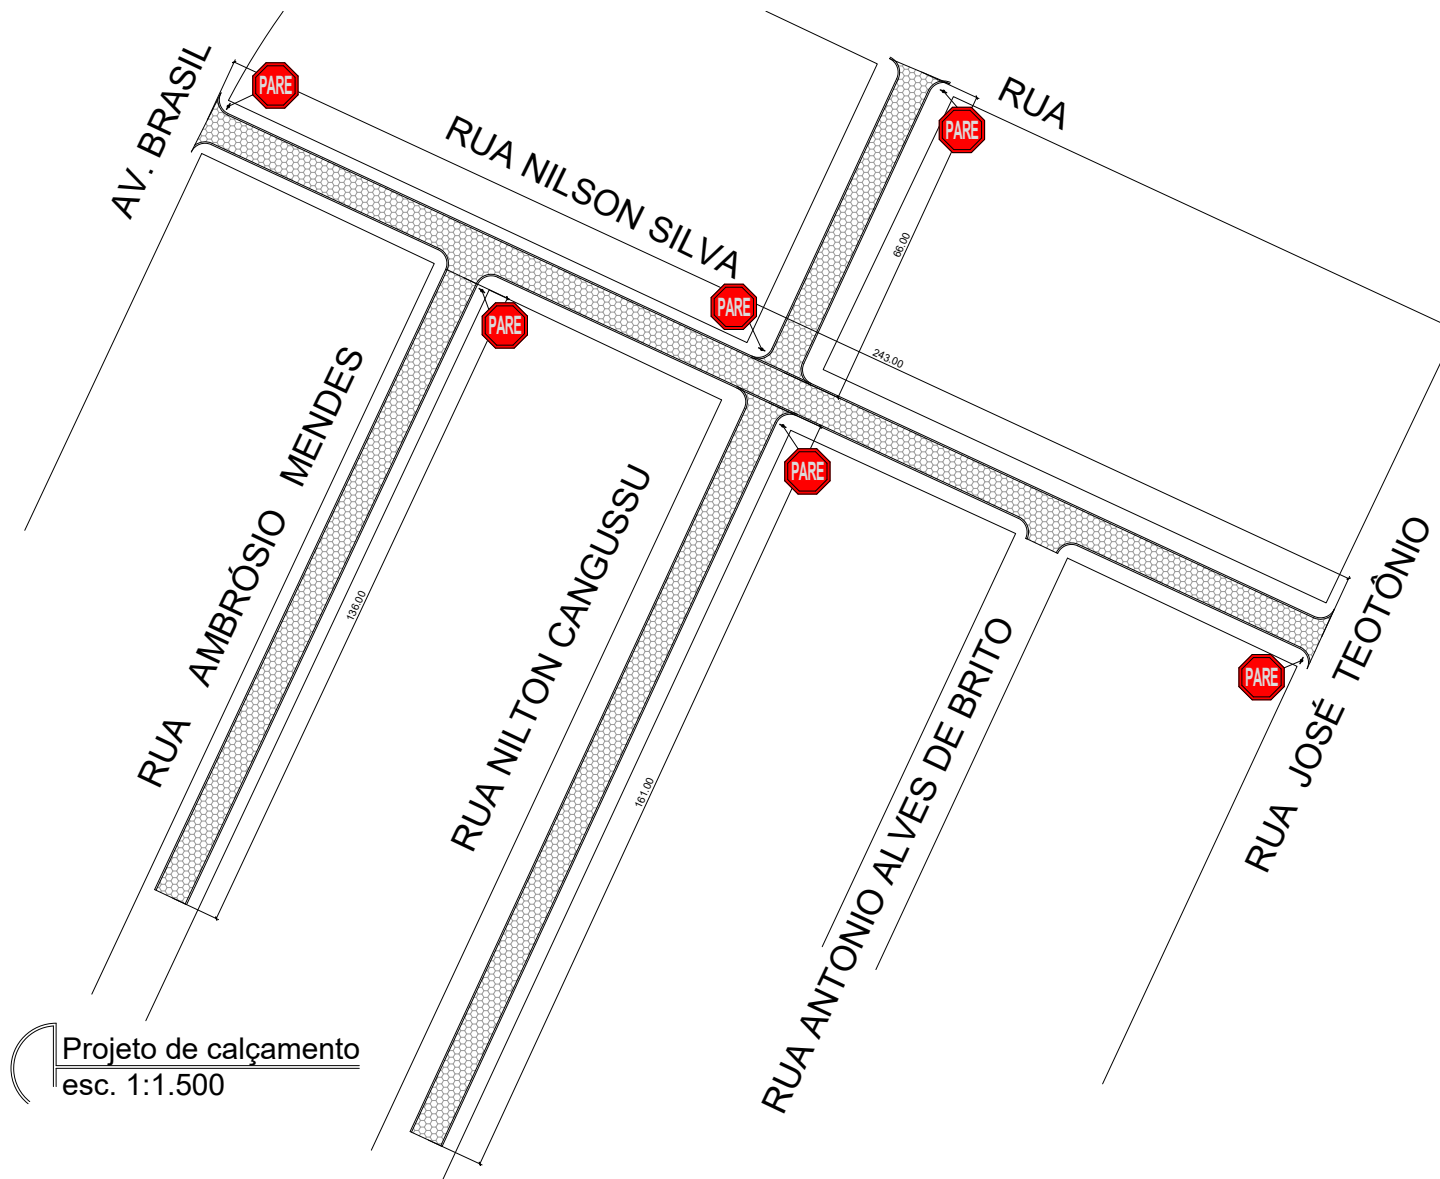 AV. BRASIL
PARE
RUA NILSON SILVA
PARE
RUA
PARE
66.00
243.00
PARE
PARE
PARE
RUA AMBRÓSIO MENDES
136.00
RUA NILTON CANGUSSU
161.00
RUA ANTONIO ALVES DE BRITO
RUA JOSÉ TEOTÔNIO
Projeto de calçamento
esc. 1:1.500